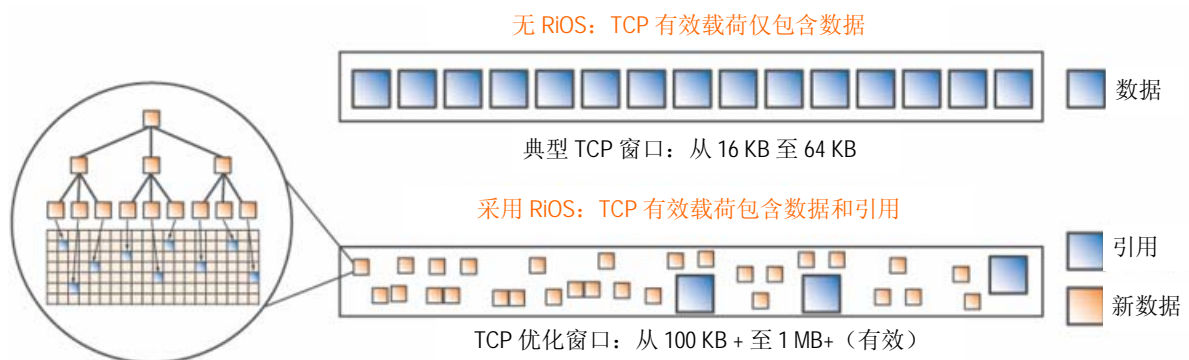 无 RiOS：TCP 有效载荷仅包含数据
数据
典型 TCP 窗口：从 16 KB 至 64 KB
采用 RiOS：TCP 有效载荷包含数据和引用
引用
新数据
TCP 优化窗口：从 100 KB + 至 1 MB+（有效）